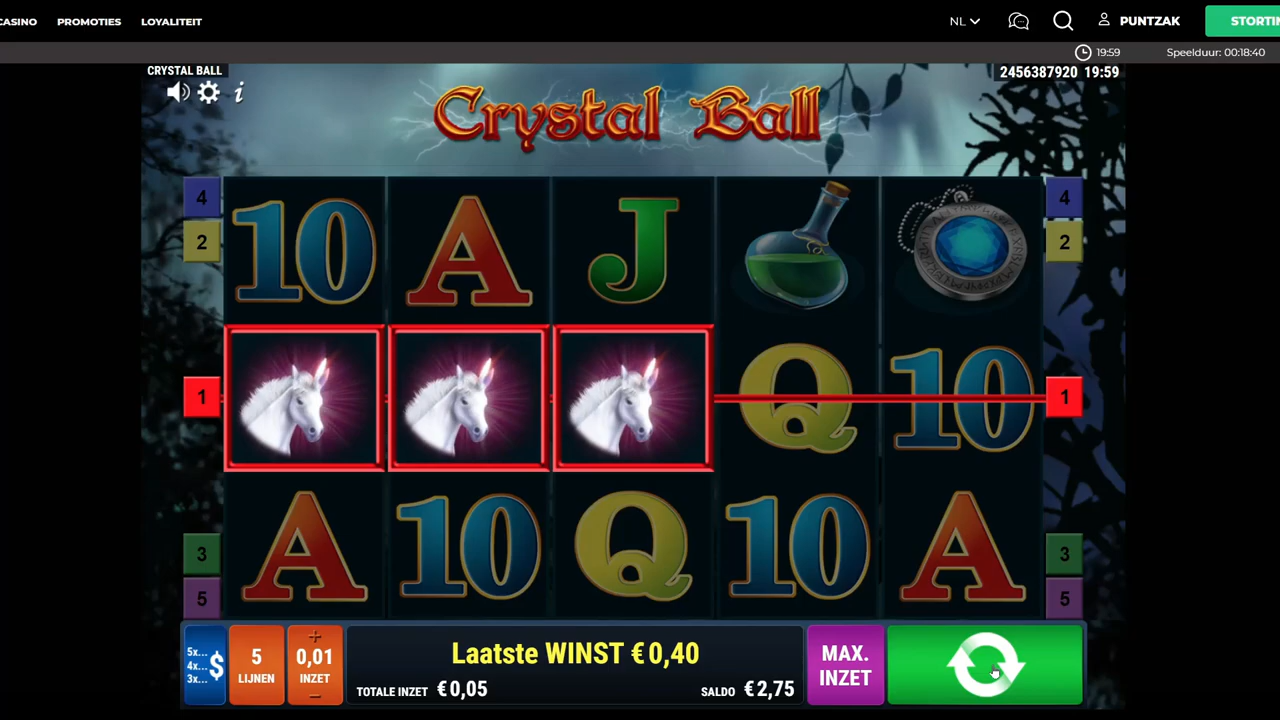 CASINO PROMOTIES LOYALITEIT NL PUNTZAK
19:59 Speelduur: 00:18:40
CRYSTAL BALL 2456387920 19:59
Crystal Ball
4 10 A J 4
2 2
1 Q 10 1
3 A 10 Q 10 A 3
5 5
5x...
4x...
3x...
$
5
LIJNEN
+
0,01
INZET
–
Laatste WINST € 0,40
TOTALE INZET € 0,05 SALDO € 2,75
MAX.
INZET